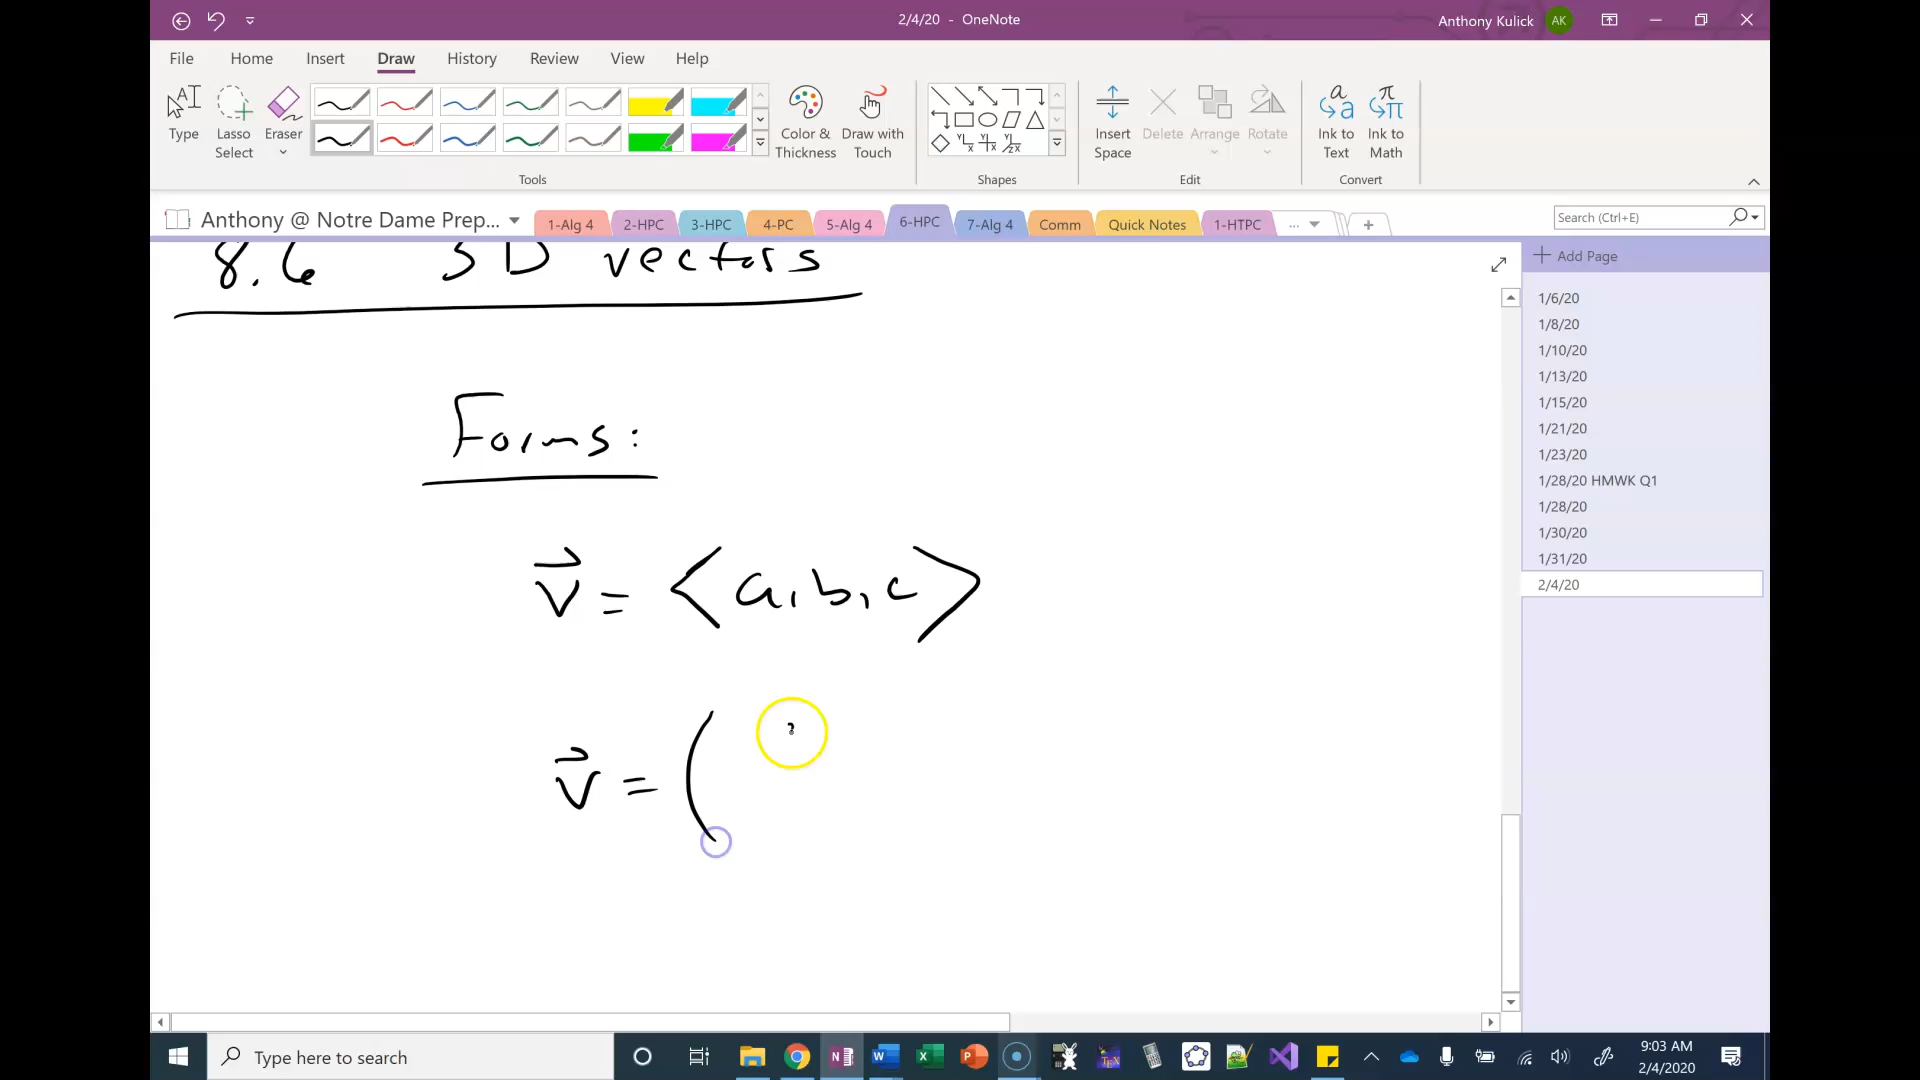 2/4/20 - OneNote
Anthony Kulick
AK
File Home Insert Draw History Review View Help
Type
Lasso Select
Eraser
Color & Thickness
Draw with Touch
Insert Space
Delete
Arrange
Rotate
Ink to Text
Ink to Math
Tools
Shapes
Edit
Convert
Anthony @ Notre Dame Prep...
1-Alg 4
2-HPC
3-HPC
4-PC
5-Alg 4
6-HPC
7-Alg 4
Comm
Quick Notes
1-HTPC
...
Search (Ctrl+E)
Add Page
1/6/20
1/8/20
1/10/20
1/13/20
1/15/20
1/21/20
1/23/20
1/28/20 HMWK Q1
1/28/20
1/30/20
1/31/20
2/4/20
8.6 3D vectors
Forms:
v⃗ = <a, b, c>
v⃗ = (
Type here to search
9:03 AM
2/4/2020